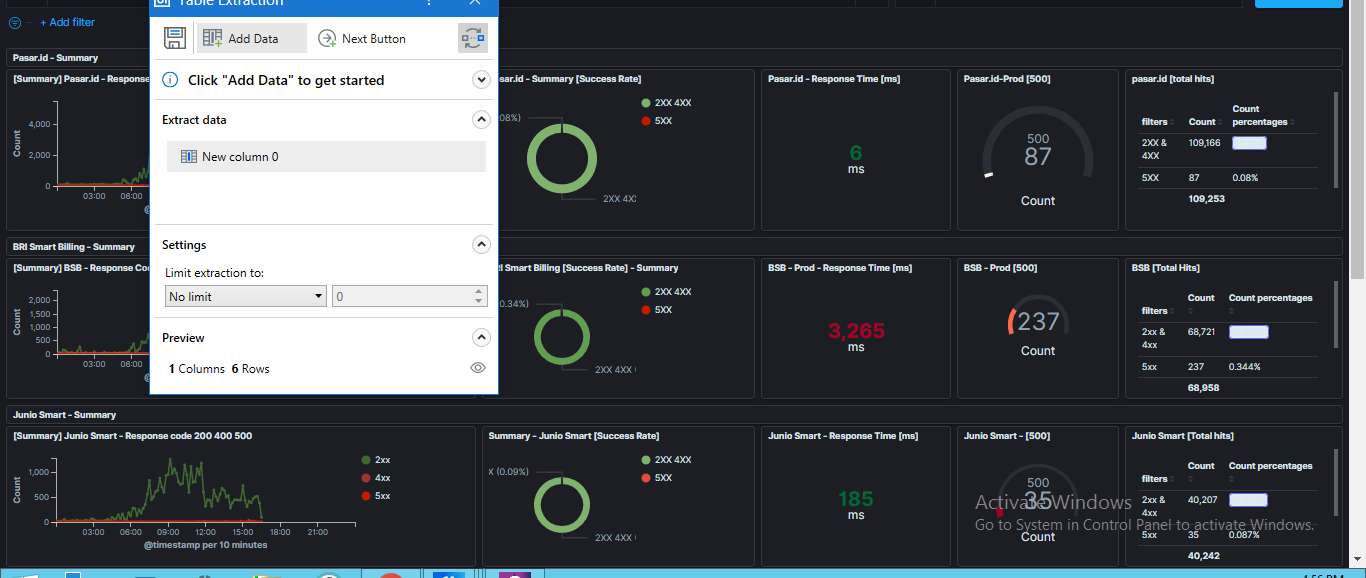 Table Extraction
Add Data
Next Button
Click "Add Data" to get started
Extract data
New column 0
Settings
Limit extraction to:
No limit
0
Preview
1 Columns 6 Rows
+ Add filter
Pasar.id - Summary
[Summary] Pasar.id - Response
Count
4,000
2,000
0
03:00
06:00
sar.id - Summary [Success Rate]
2XX 4XX
5XX
08%)
2XX 4X
Pasar.id - Response Time [ms]
6
ms
Pasar.id-Prod [500]
500
87
Count
pasar.id [total hits]
filters
Count
Count percentages
2XX & 4XX
109,166
5XX
87
0.08%
109,253
BRI Smart Billing - Summary
[Summary] BSB - Response Co
Count
2,000
1,500
1,000
500
0
03:00
06:00
I Smart Billing [Success Rate] - Summary
2XX 4XX
5XX
0.34%)
2XX 4XX (
BSB - Prod - Response Time [ms]
3,265
ms
BSB - Prod [500]
237
Count
BSB [Total Hits]
filters
Count
Count percentages
2xx & 4xx
68,721
5xx
237
0.344%
68,958
Junio Smart - Summary
[Summary] Junio Smart - Response code 200 400 500
2xx
4xx
5xx
Count
1,000
500
0
03:00
06:00
09:00
12:00
15:00
18:00
21:00
@timestamp per 10 minutes
Summary - Junio Smart [Success Rate]
2XX 4XX
5XX
X (0.09%)
2XX 4XX (
Junio Smart - Response Time [ms]
185
ms
Junio Smart - [500]
500
35
Count
Junio Smart [Total hits]
filters
Count
Count percentages
2xx & 4xx
40,207
5xx
35
0.087%
40,242
Activate Windows
Go to System in Control Panel to activate Windows.
4:56 PM